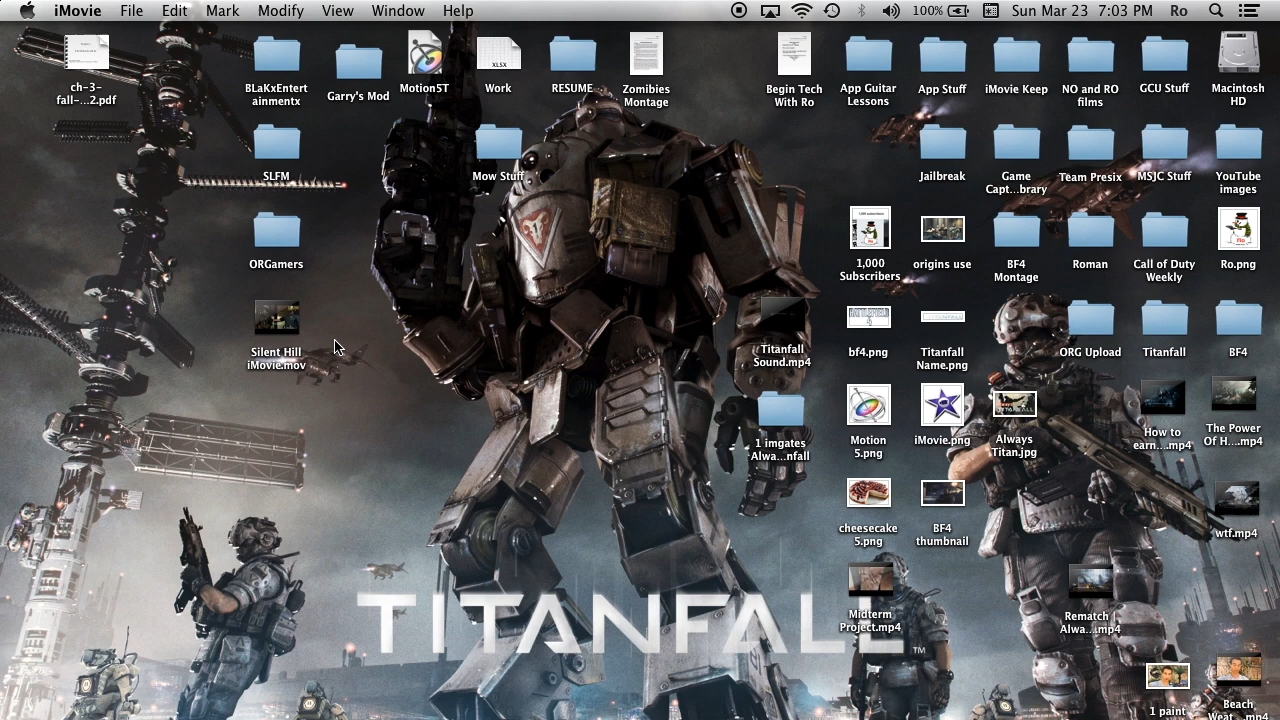 iMovie File Edit Mark Modify View Window Help 100% Sun Mar 23 7:03 PM Ro
ch-3-
fall-...2.pdf
BLaKxEntert
ainmentx
Garry's Mod
Motion5T
XLSX
Work
RESUME
Zomibies
Montage
Begin Tech
With Ro
App Guitar
Lessons
App Stuff
iMovie Keep
NO and RO
films
GCU Stuff
Macintosh
HD
SLFM
Mow Stuff
Jailbreak
Game
Capt...brary
Team Presix
MSJC Stuff
YouTube
images
ORGamers
1,000
Subscribers
origins use
BF4
Montage
Roman
Call of Duty
Weekly
Ro.png
Silent Hill
iMovie.mov
Titanfall
Sound.mp4
bf4.png
Titanfall
Name.png
ORG Upload
Titanfall
BF4
1 imgates
Alwa...nfall
Motion
5.png
iMovie.png
Always
Titan.jpg
How to
earn....mp4
The Power
Of H....mp4
cheesecake
5.png
BF4
thumbnail
wtf.mp4
Midterm
Project.mp4
Rematch
Alwa...mp4
TITANFALL™
1 paint
Beach
Weat...mp4